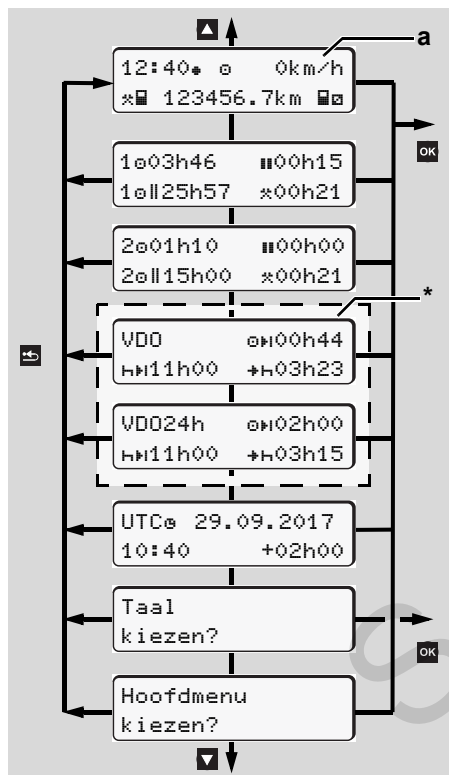 a
12:40 0km/h
123456.7km
OK
1 03h46 00h15
1 25h57 00h21
2 01h10 00h00
2 15h00 00h21
*
VDO 00h44
11h00 03h23
VDO24h 02h00
11h00 03h15
UTC 29.09.2017
10:40 +02h00
Taal
kiezen?
OK
Hoofdmenu
kiezen?